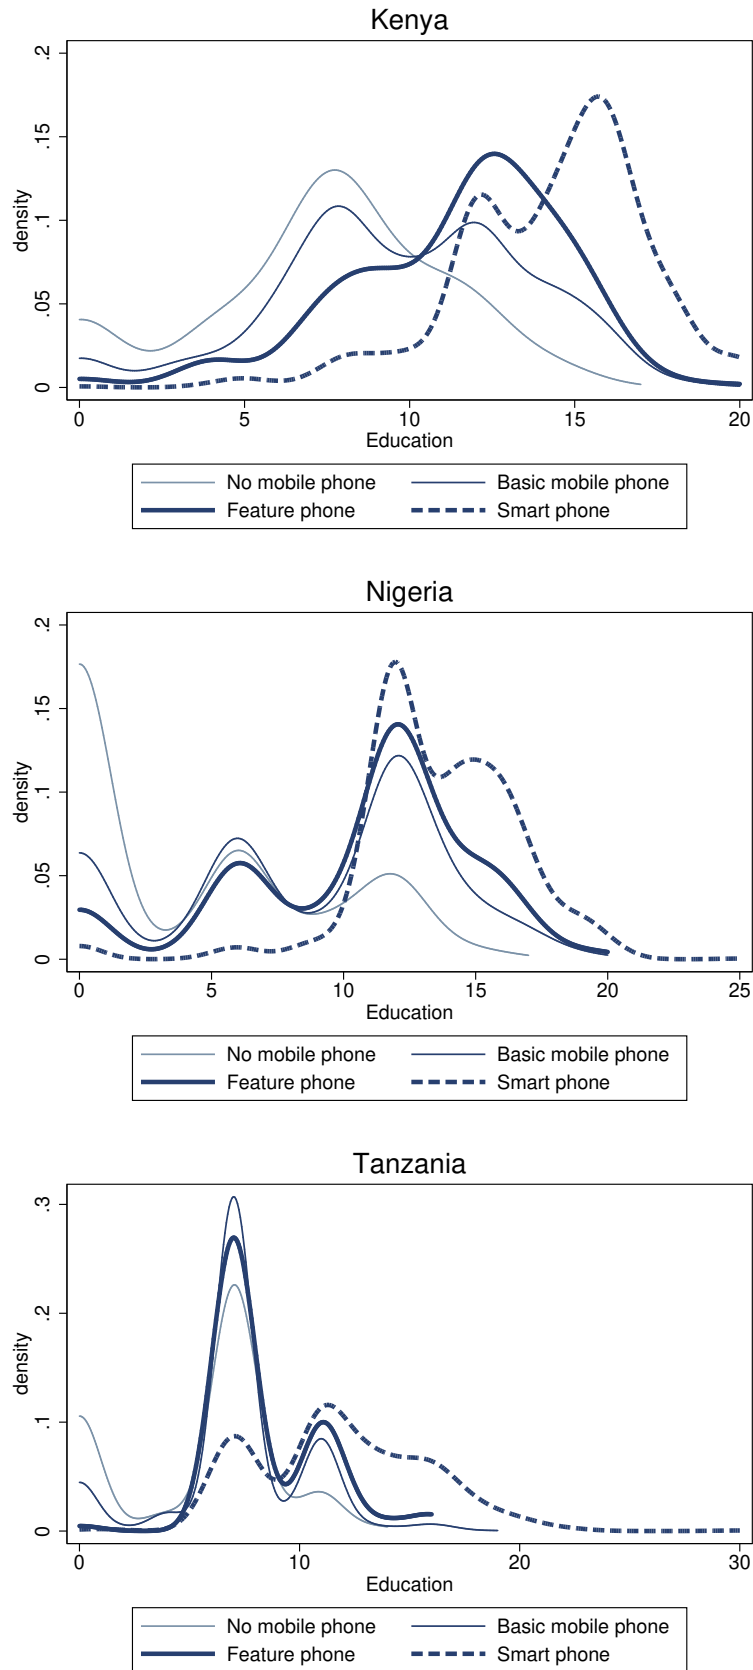 Kenya
.2
.15
.1
.05
0
density
0 5 10 15 20
Education
No mobile phone Basic mobile phone
Feature phone Smart phone
Nigeria
.2
.15
.1
.05
0
density
0 5 10 15 20 25
Education
No mobile phone Basic mobile phone
Feature phone Smart phone
Tanzania
.3
.2
.1
0
density
0 10 20 30
Education
No mobile phone Basic mobile phone
Feature phone Smart phone